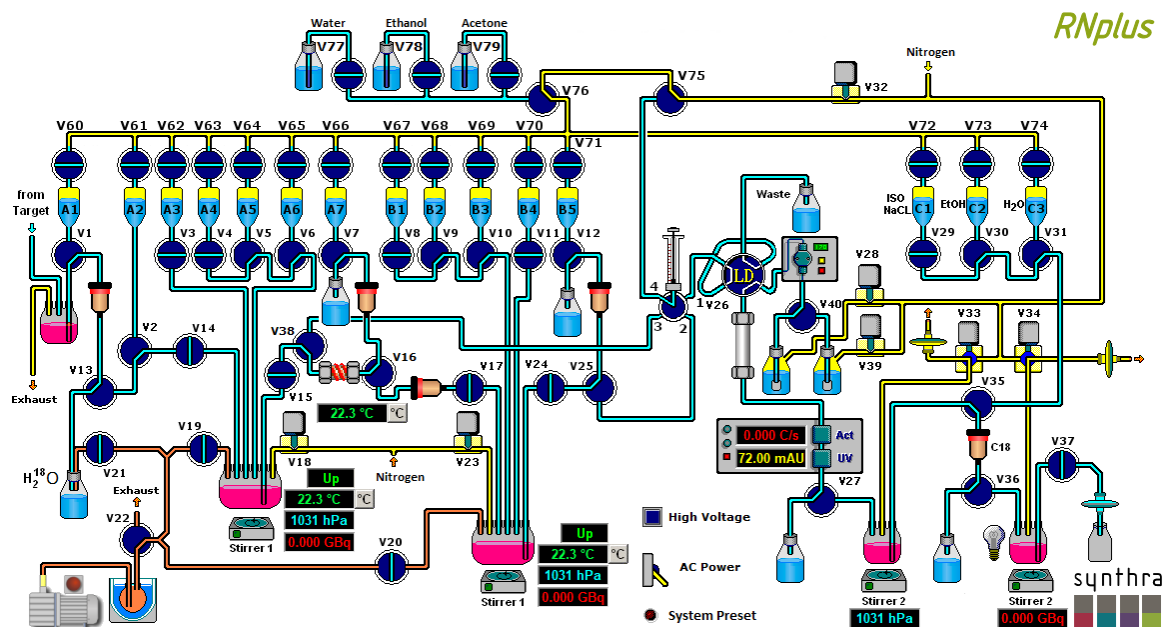 RNplus
Water Ethanol Acetone
V77 V78 V79
V76 V75
Nitrogen
V32
V60 V61 V62 V63 V64 V65 V66 V67 V68 V69 V70 V71 V72 V73 V74
from
Target
A1 A2 A3 A4 A5 A6 A7 B1 B2 B3 B4 B5
Waste
ISO
NaCL
C1
EtOH
C2
H₂O
C3
V1 V3 V4 V5 V6 V7 V8 V9 V10 V11 V12
V29 V30 V31
170
LD
V26
V28
1 2 3 4
V40
V39
V33 V34
V2 V14
V38
V16
V13
Exhaust
V15
V17 V24 V25
V35
22.3 °C °C
V19
V21
V18
V23
Nitrogen
0.000 C/s Act
72.00 mAU UV
C18
V37
V27
V36
H₂¹⁸O
Exhaust
V22
Up
22.3 °C °C
1031 hPa
0.000 GBq
Stirrer 1
V20
Up
22.3 °C °C
1031 hPa
0.000 GBq
Stirrer 1
High Voltage
AC Power
System Preset
Stirrer 2
1031 hPa
Stirrer 2
0.000 GBq
synthra